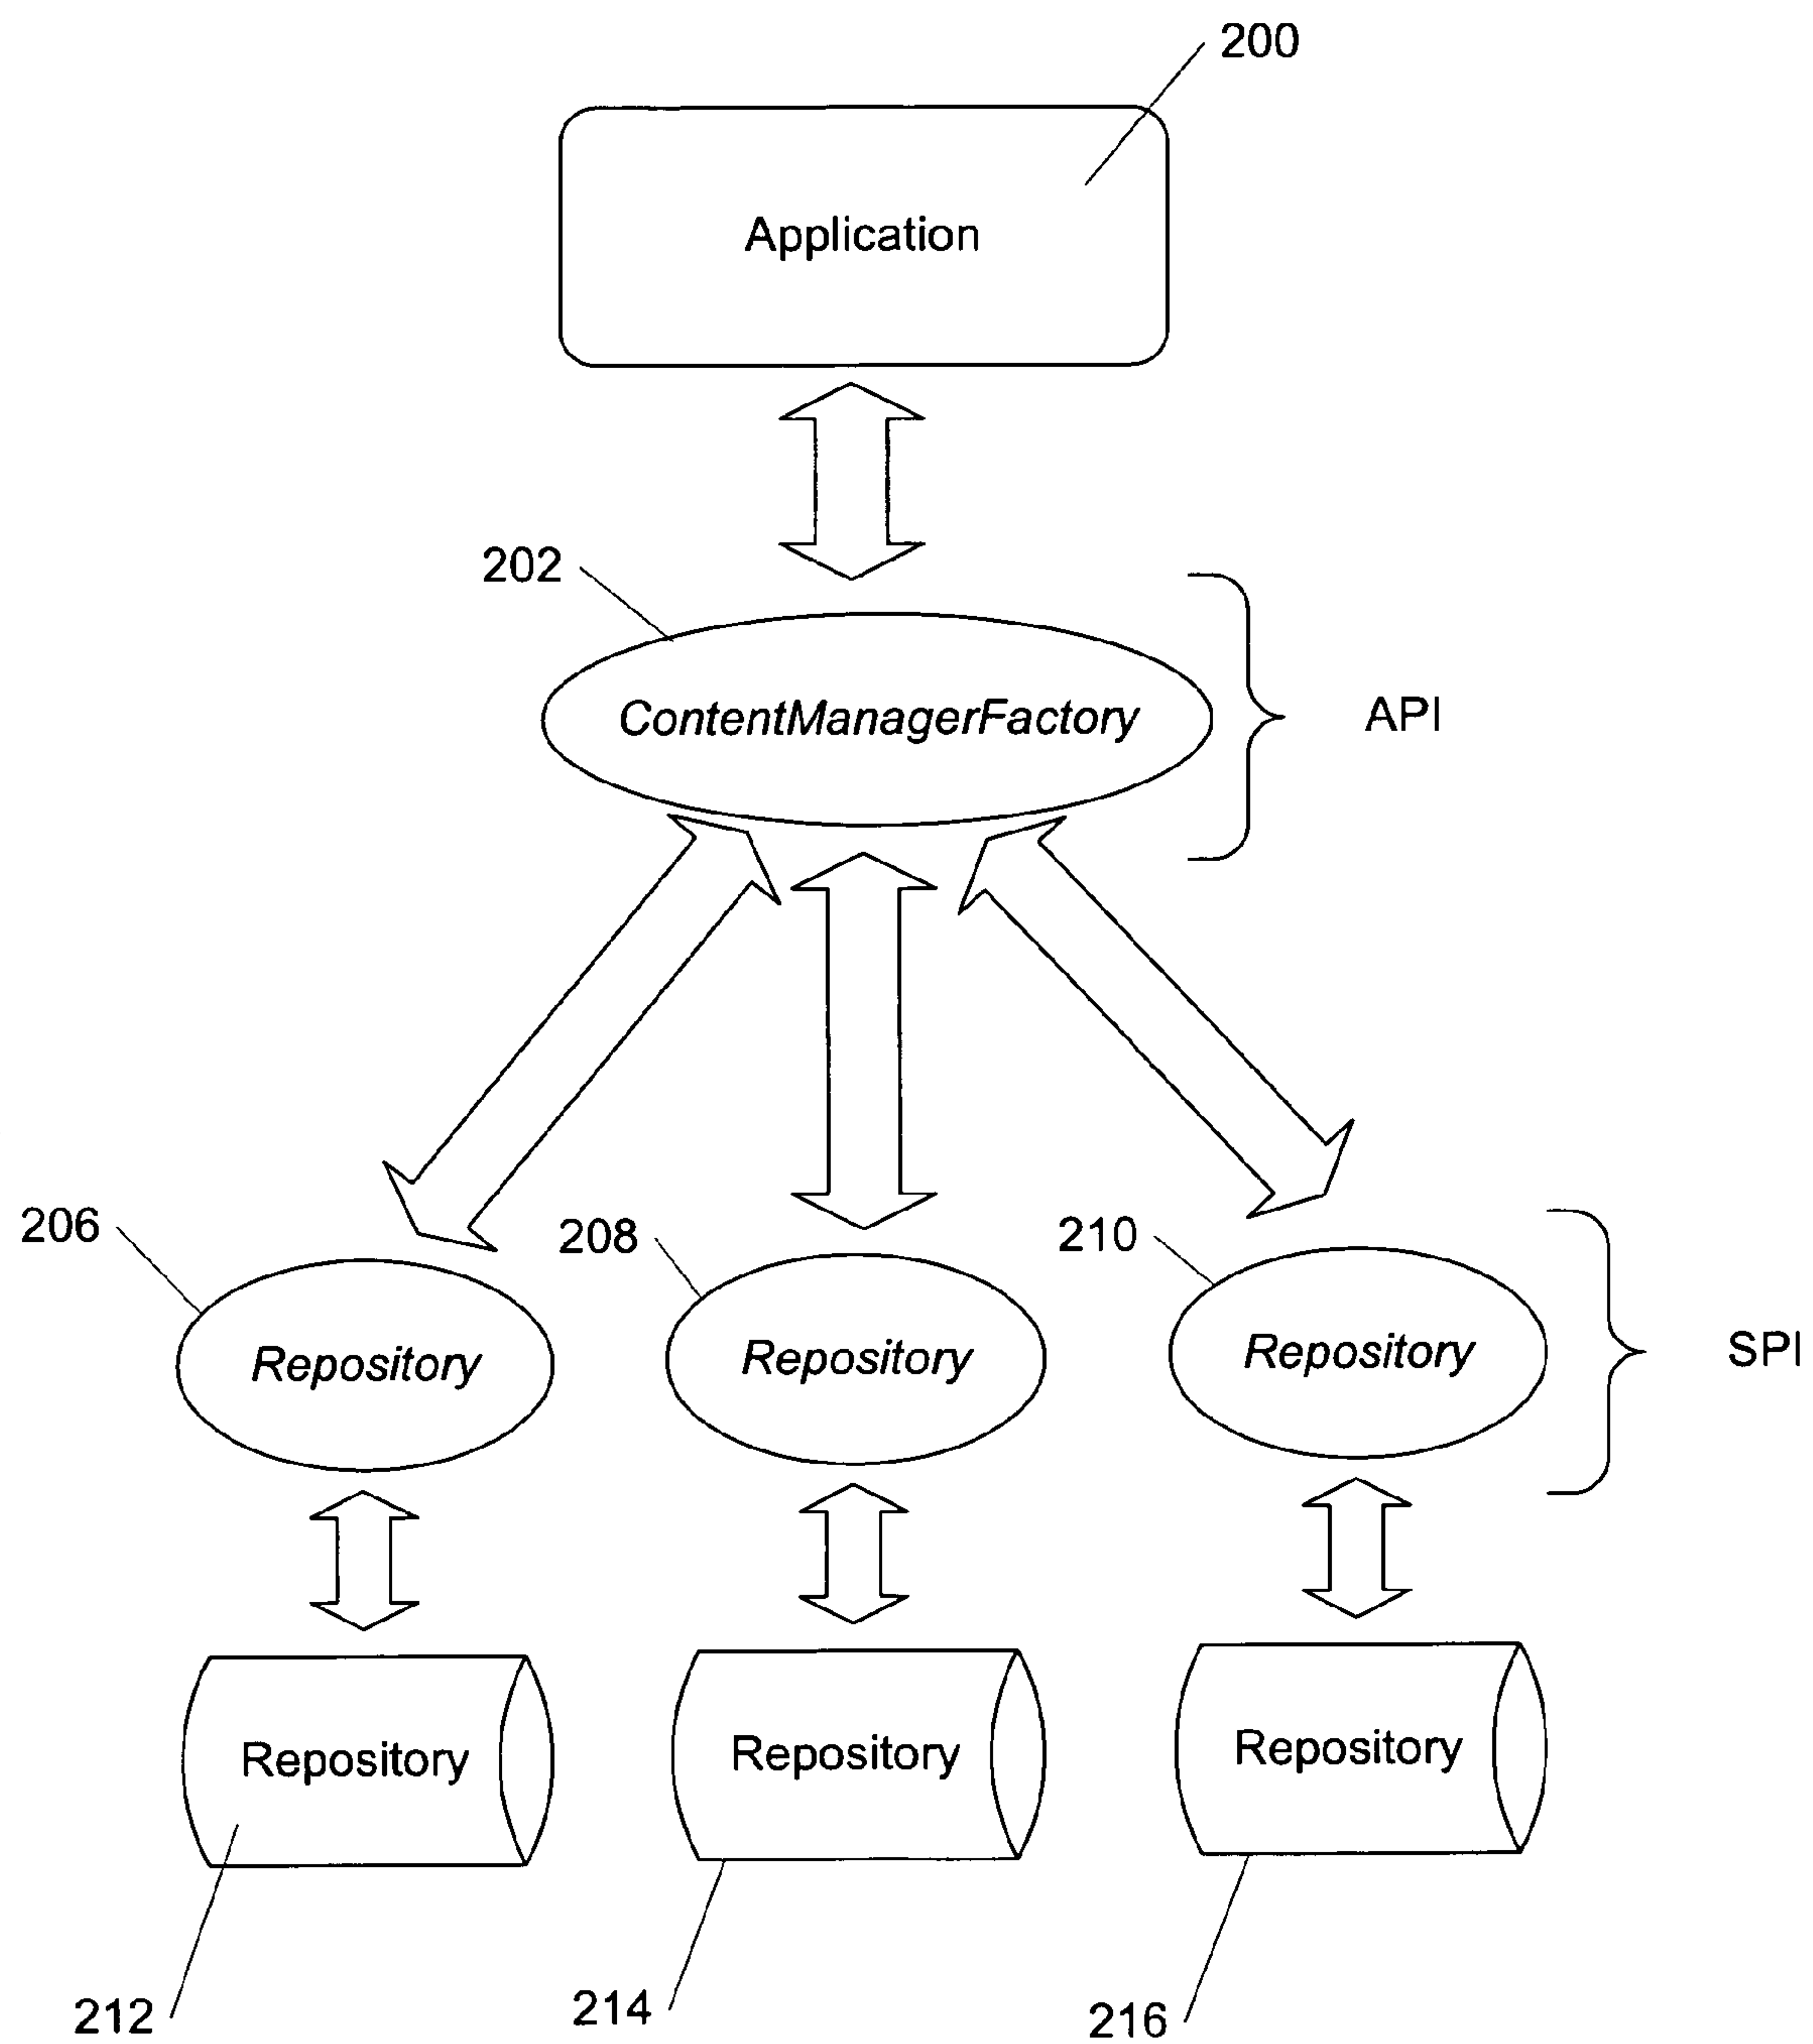 200
Application
202
ContentManagerFactory
API
206
208
210
Repository
Repository
Repository
SPI
Repository
Repository
Repository
212
214
216